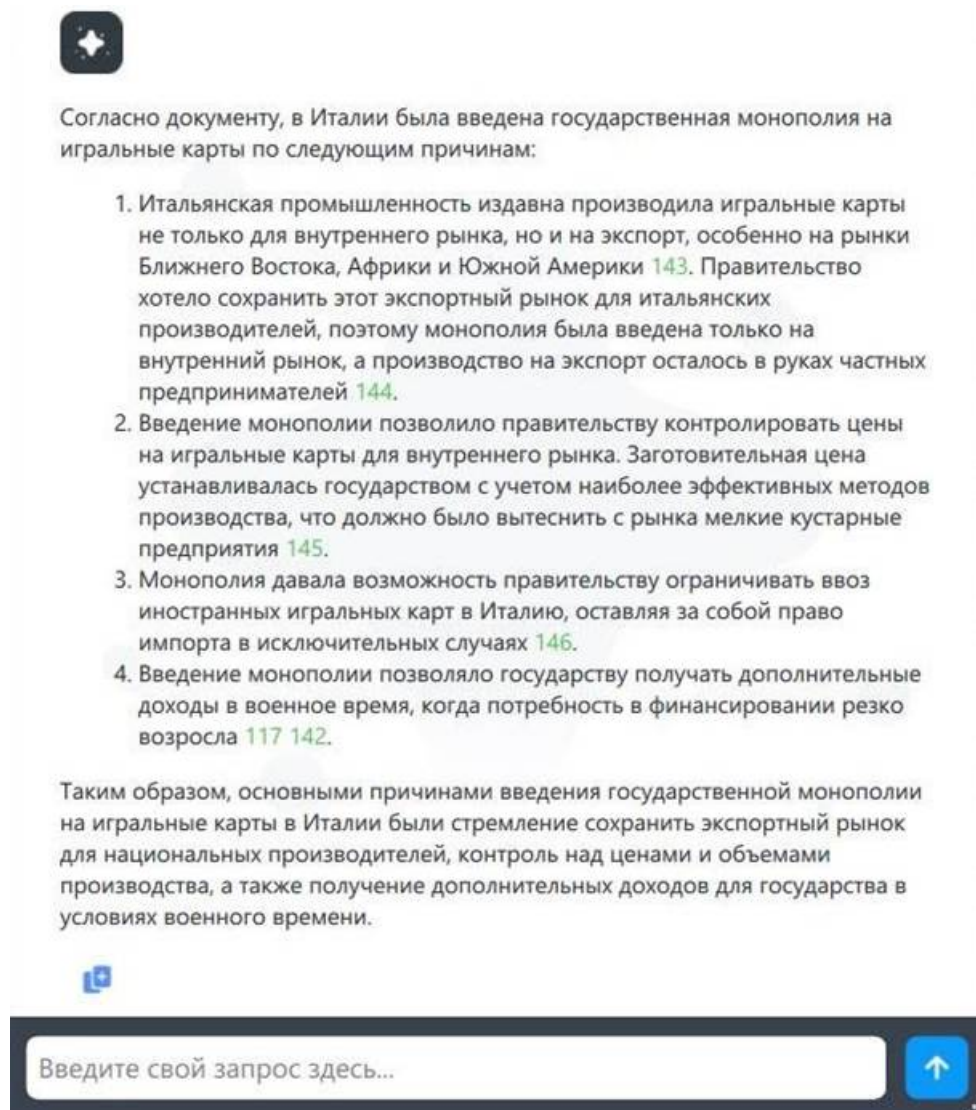 Согласно документу, в Италии была введена государственная монополия на
игральные карты по следующим причинам:
1. Итальянская промышленность издавна производила игральные карты
не только для внутреннего рынка, но и на экспорт, особенно на рынки
Ближнего Востока, Африки и Южной Америки 143. Правительство
хотело сохранить этот экспортный рынок для итальянских
производителей, поэтому монополия была введена только на
внутренний рынок, а производство на экспорт осталось в руках частных
предпринимателей 144.
2. Введение монополии позволило правительству контролировать цены
на игральные карты для внутреннего рынка. Заготовительная цена
устанавливалась государством с учетом наиболее эффективных методов
производства, что должно было вытеснить с рынка мелкие кустарные
предприятия 145.
3. Монополия давала возможность правительству ограничивать ввоз
иностранных игральных карт в Италию, оставляя за собой право
импорта в исключительных случаях 146.
4. Введение монополии позволяло государству получать дополнительные
доходы в военное время, когда потребность в финансировании резко
возросла 117 142.
Таким образом, основными причинами введения государственной монополии
на игральные карты в Италии были стремление сохранить экспортный рынок
для национальных производителей, контроль над ценами и объемами
производства, а также получение дополнительных доходов для государства в
условиях военного времени.
Введите свой запрос здесь...